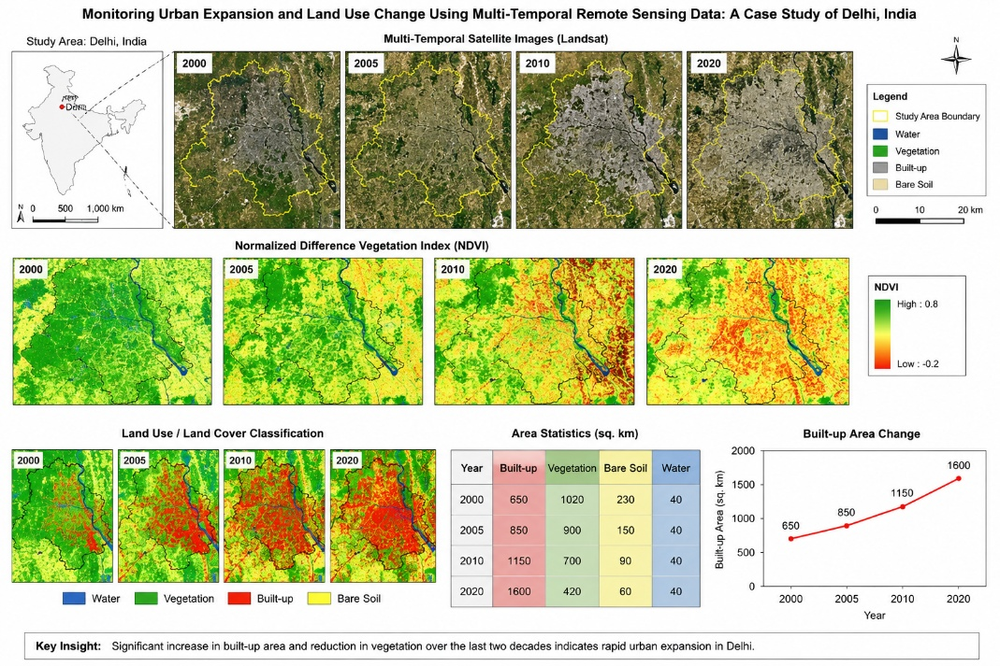 Monitoring Urban Expansion and Land Use Change Using Multi-Temporal Remote Sensing Data: A Case Study of Delhi, India
Study Area: Delhi, India
N
0 500 1,000 km
Multi-Temporal Satellite Images (Landsat)
2000
2005
2010
2020
N
Legend
Study Area Boundary
Water
Vegetation
Built-up
Bare Soil
0 10 20 km
Normalized Difference Vegetation Index (NDVI)
2000
2005
2010
2020
NDVI
High : 0.8
Low : -0.2
Land Use / Land Cover Classification
2000
2005
2010
2020
Water Vegetation Built-up Bare Soil
Area Statistics (sq. km)
Year Built-up Vegetation Bare Soil Water
2000 650 1020 230 40
2005 850 900 150 40
2010 1150 700 90 40
2020 1600 420 60 40
Built-up Area Change
Built-up Area (sq. km)
2000
1500
1000
500
0
650
850
1150
1600
2000 2005 2010 2020
Year
Key Insight: Significant increase in built-up area and reduction in vegetation over the last two decades indicates rapid urban expansion in Delhi.